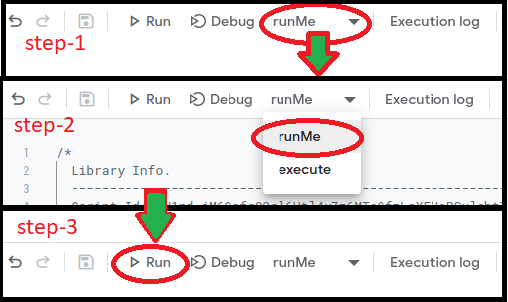 Run Debug runMe Execution log
step-1
Run Debug runMe Execution log
step-2
runMe
1 /*
2 Library Info.
execute
3 ----------------------------------------
4
step-3
Run Debug runMe Execution log